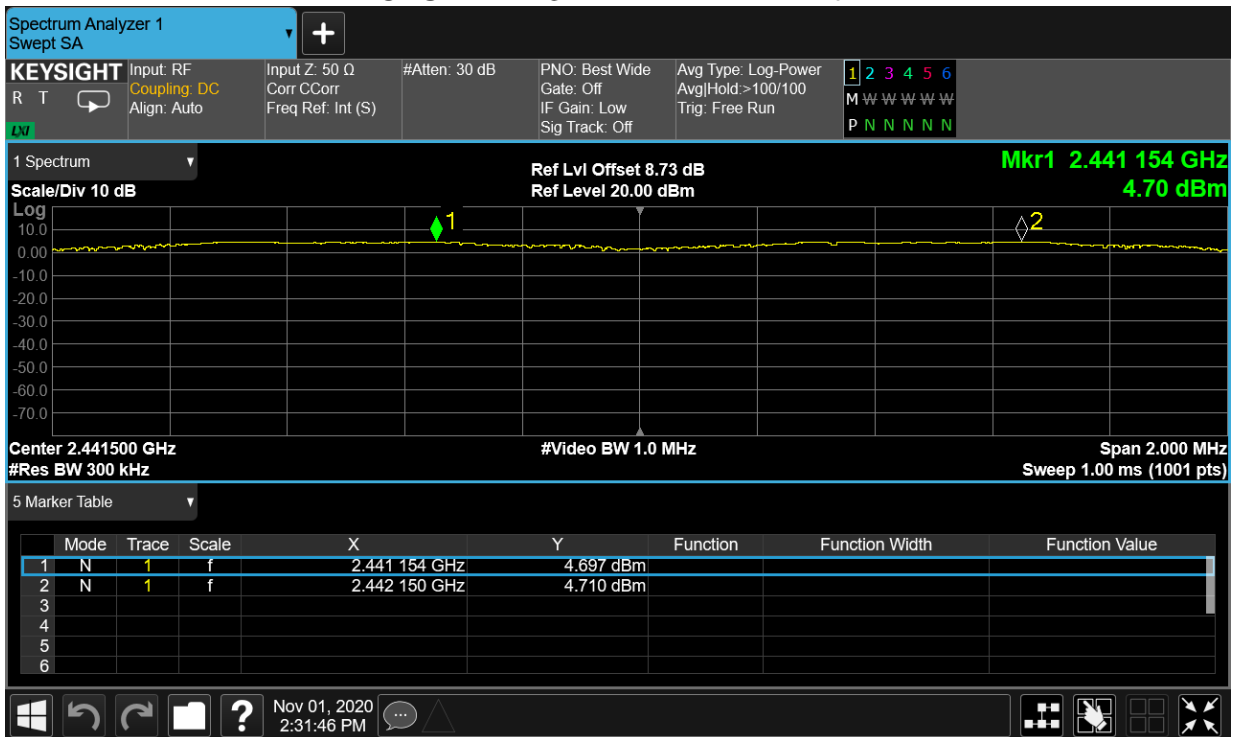 Spectrum Analyzer 1
Swept SA
+
KEYSIGHT
R T
LXI
Input: RF
Coupling: DC
Align: Auto
Input Z: 50 Ω
Corr CCorr
Freq Ref: Int (S)
#Atten: 30 dB
PNO: Best Wide
Gate: Off
IF Gain: Low
Sig Track: Off
Avg Type: Log-Power
Avg|Hold:>100/100
Trig: Free Run
1 2 3 4 5 6
M W W W W W
P N N N N N
1 Spectrum
Scale/Div 10 dB
Ref Lvl Offset 8.73 dB
Ref Level 20.00 dBm
Mkr1 2.441 154 GHz
4.70 dBm
Log
10.0
0.00
-10.0
-20.0
-30.0
-40.0
-50.0
-60.0
-70.0
1
2
Center 2.441500 GHz
#Res BW 300 kHz
#Video BW 1.0 MHz
Span 2.000 MHz
Sweep 1.00 ms (1001 pts)
5 Marker Table
Mode Trace Scale X Y Function Function Width Function Value
1 N 1 f 2.441 154 GHz 4.697 dBm
2 N 1 f 2.442 150 GHz 4.710 dBm
3
4
5
6
?
Nov 01, 2020
2:31:46 PM